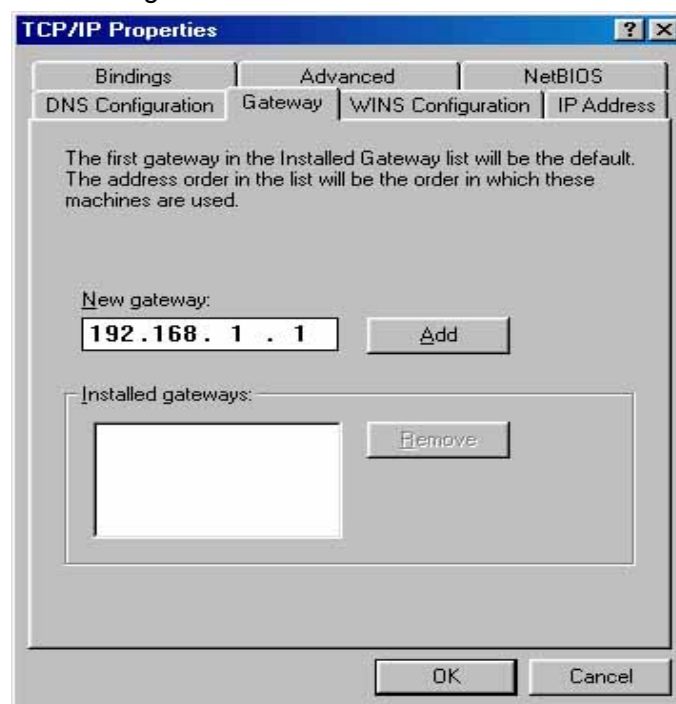 TCP/IP Properties
Bindings Advanced NetBIOS
DNS Configuration Gateway WINS Configuration IP Address
The first gateway in the Installed Gateway list will be the default.
The address order in the list will be the order in which these
machines are used.
New gateway:
192.168. 1 . 1 Add
Installed gateways:
Remove
OK Cancel